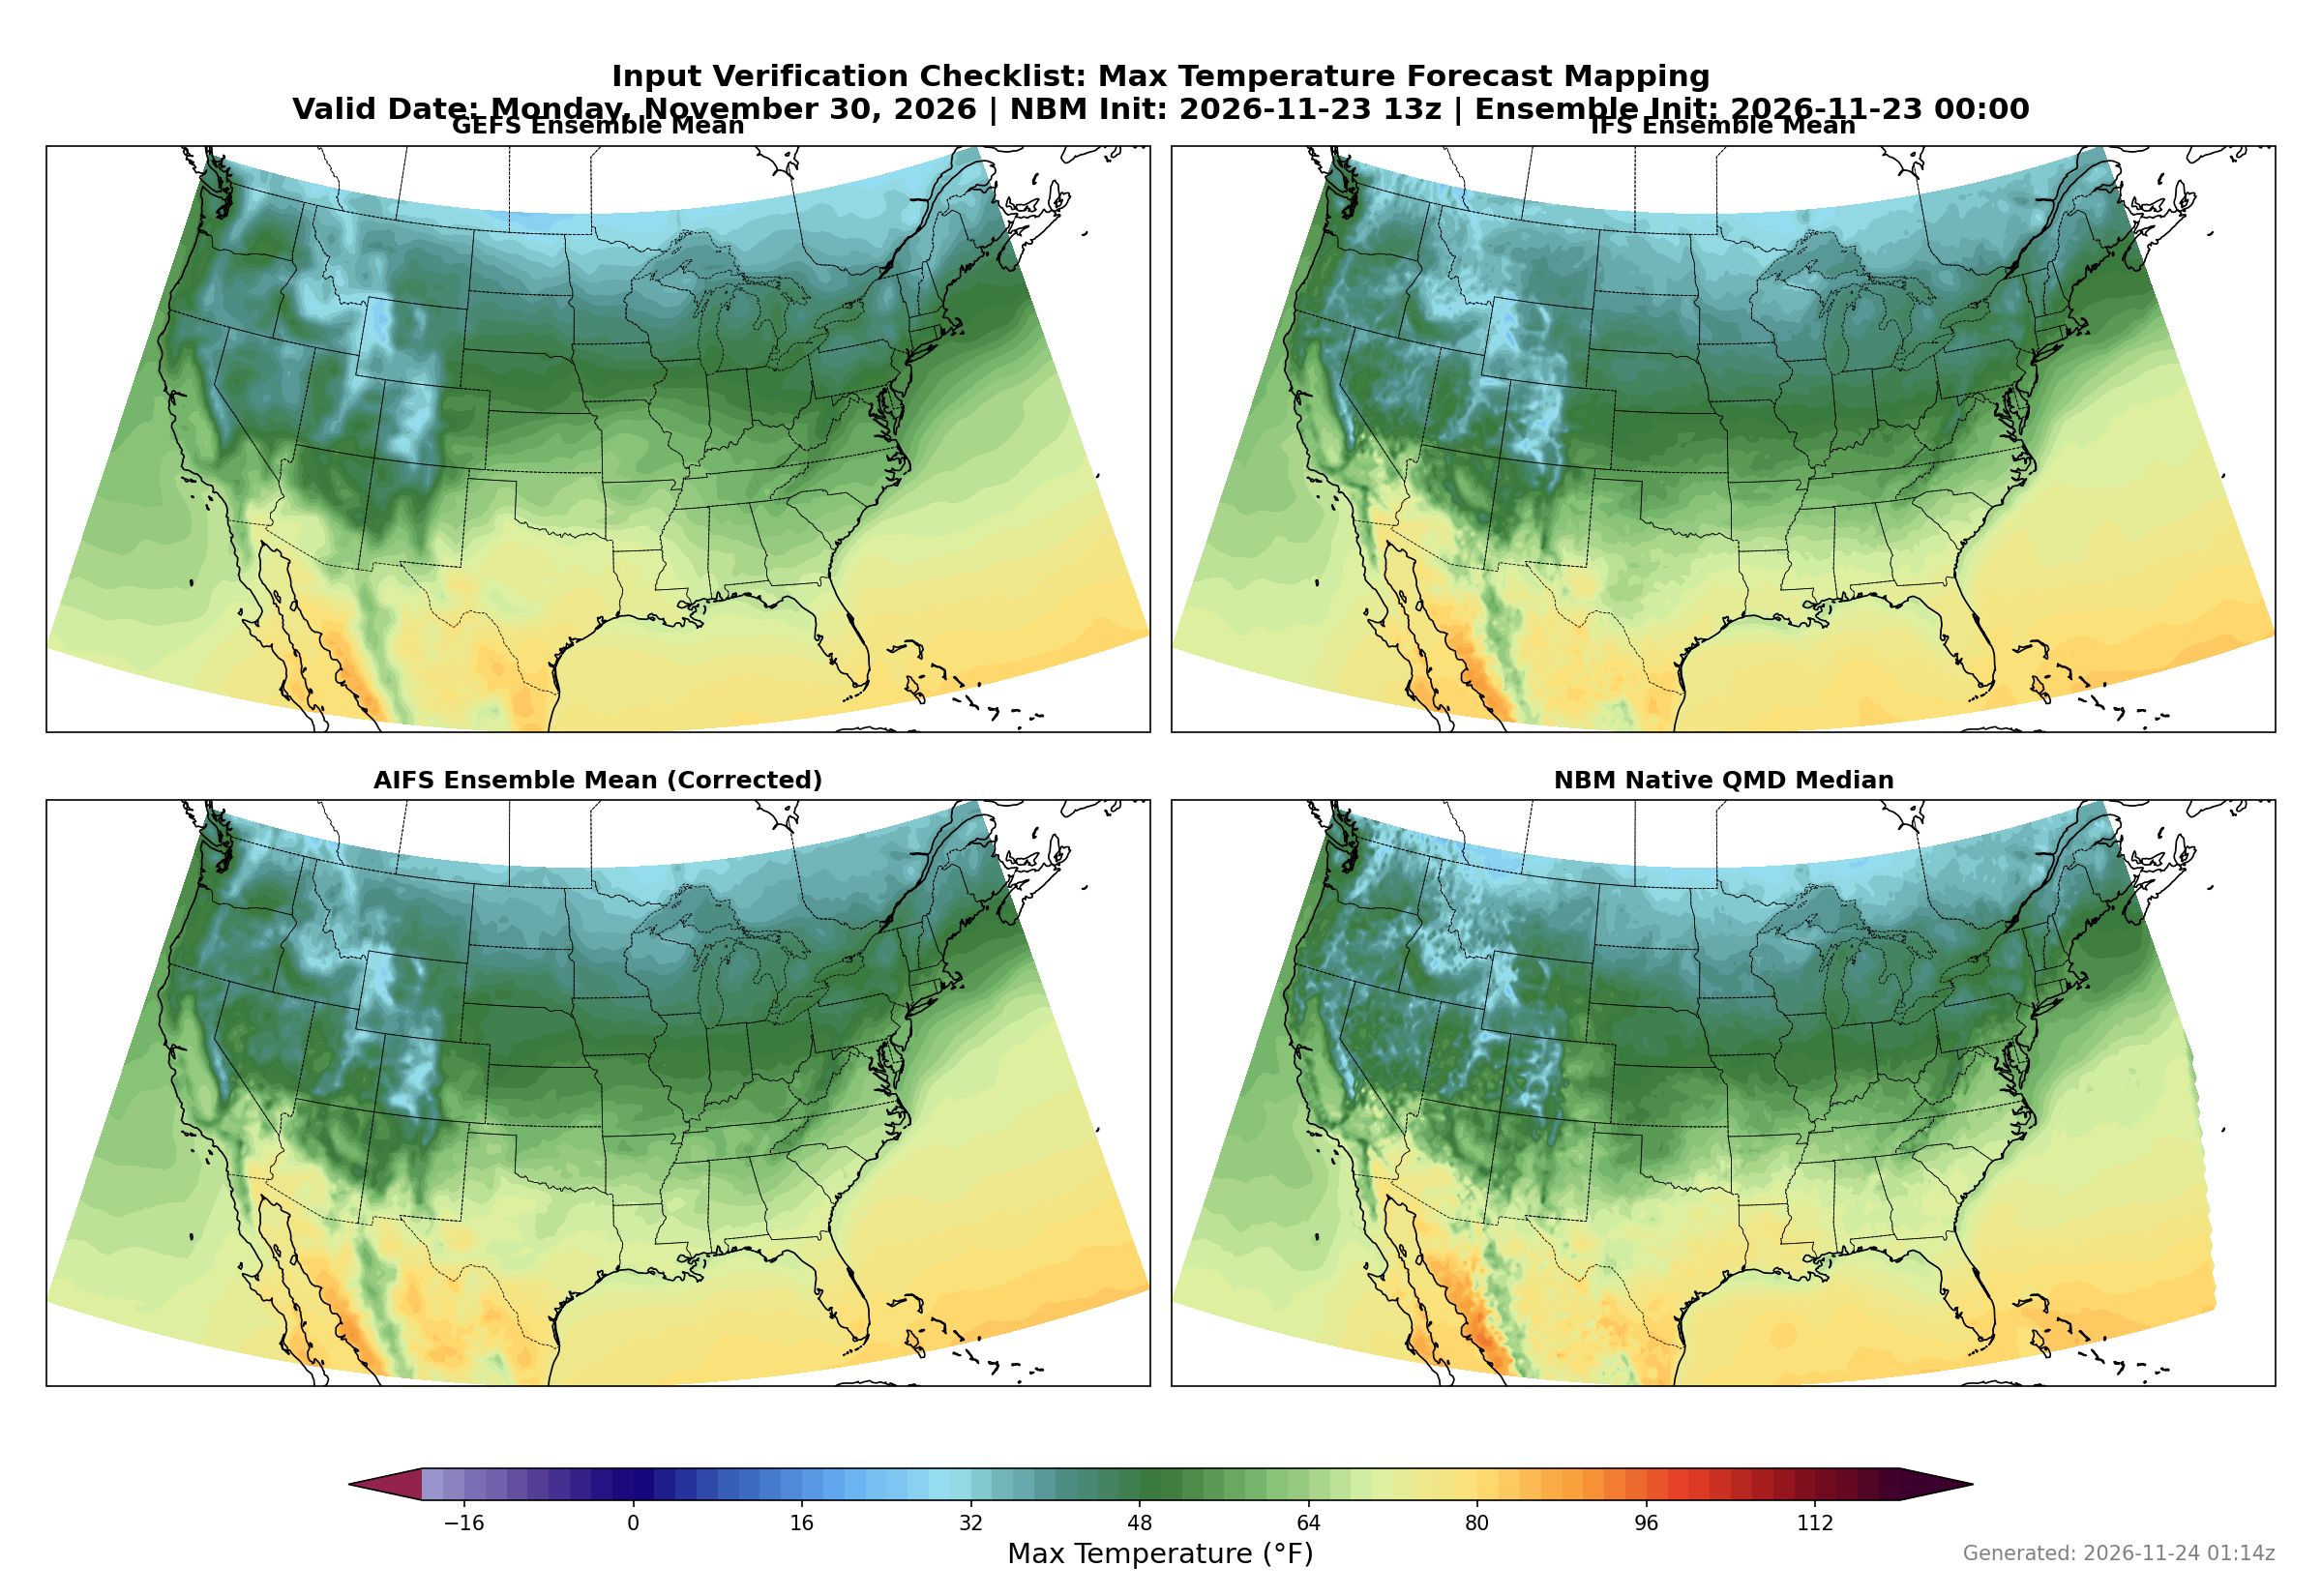 Input Verification Checklist: Max Temperature Forecast Mapping
Valid Date: Monday, November 30, 2026 | NBM Init: 2026-11-23 13z | Ensemble Init: 2026-11-23 00:00
GEFS Ensemble Mean
IFS Ensemble Mean
AIFS Ensemble Mean (Corrected)
NBM Native QMD Median
−16 0 16 32 48 64 80 96 112
Max Temperature (°F)
Generated: 2026-11-24 01:14z